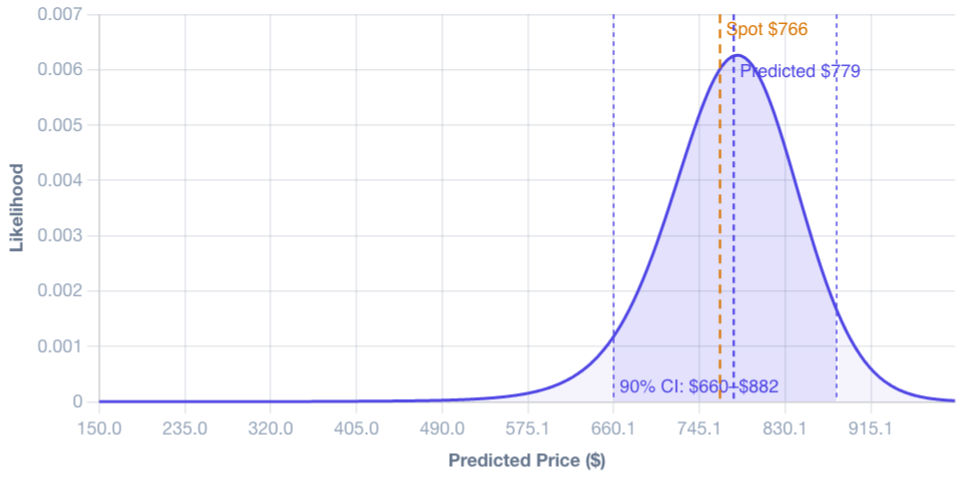 0.007
Spot $766
0.006
Predicted $779
0.005
0.004
0.003
0.002
0.001
90% CI: $660–$882
0
150.0 235.0 320.0 405.0 490.0 575.1 660.1 745.1 830.1 915.1
Predicted Price ($)
Likelihood